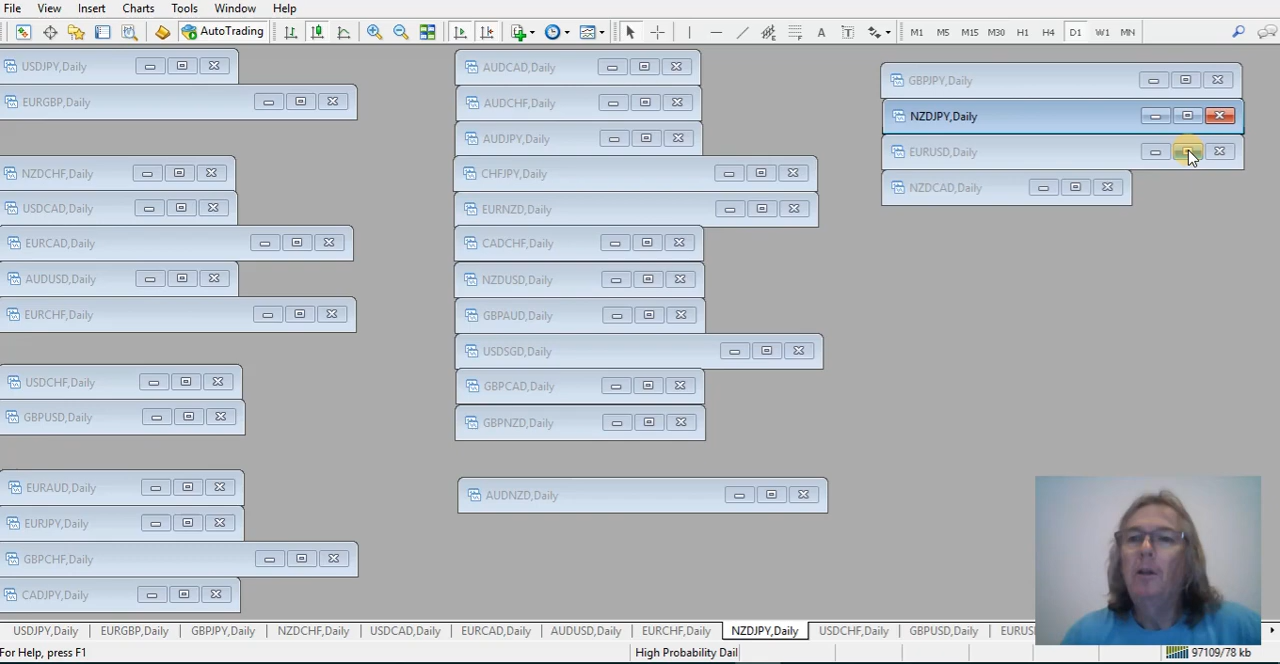 File View Insert Charts Tools Window Help
AutoTrading M1 M5 M15 M30 H1 H4 D1 W1 MN
USDJPY,Daily
EURGBP,Daily
NZDCHF,Daily
USDCAD,Daily
EURCAD,Daily
AUDUSD,Daily
EURCHF,Daily
USDCHF,Daily
GBPUSD,Daily
EURAUD,Daily
EURJPY,Daily
GBPCHF,Daily
CADJPY,Daily
AUDCAD,Daily
AUDCHF,Daily
AUDJPY,Daily
CHFJPY,Daily
EURNZD,Daily
CADCHF,Daily
NZDUSD,Daily
GBPAUD,Daily
USDSGD,Daily
GBPCAD,Daily
GBPNZD,Daily
AUDNZD,Daily
GBPJPY,Daily
NZDJPY,Daily
EURUSD,Daily
NZDCAD,Daily
USDJPY,Daily EURGBP,Daily GBPJPY,Daily NZDCHF,Daily USDCAD,Daily EURCAD,Daily AUDUSD,Daily EURCHF,Daily NZDJPY,Daily USDCHF,Daily GBPUSD,Daily EURUS
For Help, press F1 High Probability Dail 97109/78 kb